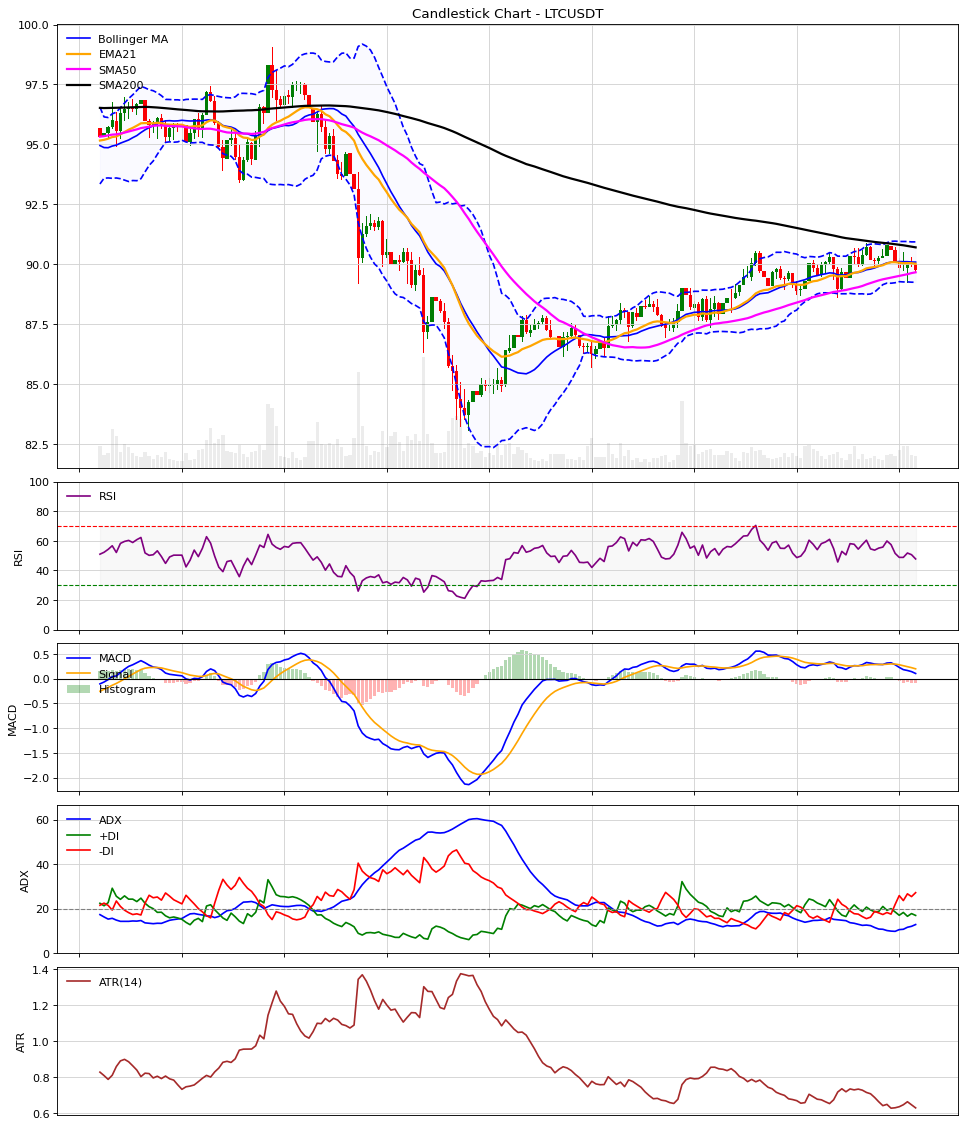 Candlestick Chart - LTCUSDT
100.0
97.5
95.0
92.5
90.0
87.5
85.0
82.5
Bollinger MA
EMA21
SMA50
SMA200
100
80
60
40
20
0
RSI
RSI
0.5
0.0
−0.5
−1.0
−1.5
−2.0
MACD
MACD
Signal
Histogram
60
40
20
0
ADX
ADX
+DI
-DI
1.4
1.2
1.0
0.8
0.6
ATR
ATR(14)